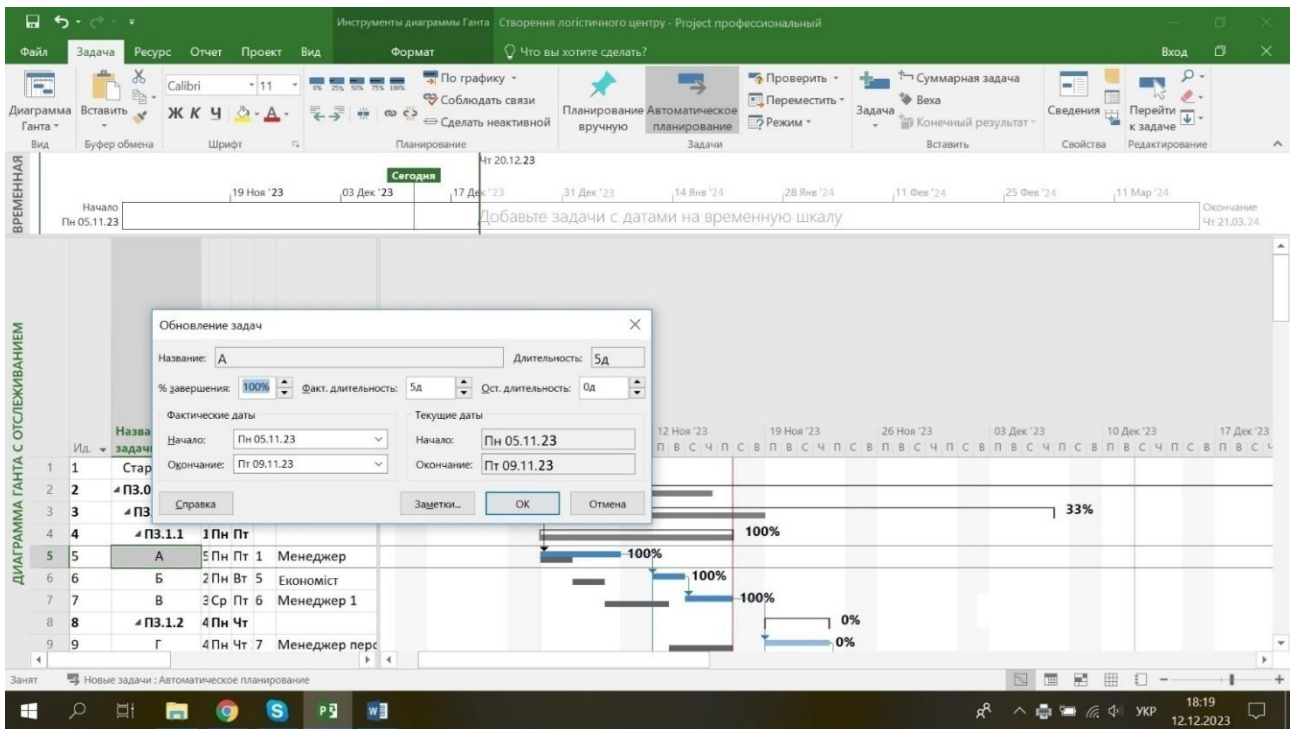 Инструменты диаграммы Ганта Створення логістичного центру - Project профессиональный
Файл Задача Ресурс Отчет Проект Вид Формат Что вы хотите сделать? Вход
Диаграмма Ганта
Вставить
Calibri 11
Ж К Ч А
0% 25% 50% 75% 100%
По графику
Соблюдать связи
Сделать неактивной
Планирование вручную
Автоматическое планирование
Проверить
Переместить
Режим
Задача
Суммарная задача
Веха
Конечный результат
Сведения
Перейти к задаче
Вид Буфер обмена Шрифт Планирование Задачи Вставить Свойства Редактирование
ВРЕМЕННАЯ
Чт 20.12.23
Сегодня
19 Ноя '23 03 Дек '23 17 Дек '23 31 Дек '23 14 Янв '24 28 Янв '24 11 Фев '24 25 Фев '24 11 Мар '24
Начало
Пн 05.11.23
Добавьте задачи с датами на временную шкалу
Окончание
Чт 21.03.24
ДИАГРАММА ГАНТА С ОТСЛЕЖИВАНИЕМ
Обновление задач
Название: А Длительность: 5д
% завершения: 100% Факт. длительность: 5д Ост. длительность: 0д
Фактические даты Текущие даты
Начало: Пн 05.11.23 Начало: Пн 05.11.23
Окончание: Пт 09.11.23 Окончание: Пт 09.11.23
Справка Заметки... ОК Отмена
Ид. Назва задачи
12 Ноя '23 19 Ноя '23 26 Ноя '23 03 Дек '23 10 Дек '23 17 Дек '23
П В С Ч П С В П В С Ч П С В П В С Ч П С В П В С Ч П С В П В С Ч П С В П В С Ч
1 1 Стар
2 2 П3.0
3 3 П3. 33%
4 4 П3.1.1 1 Пн Пт 100%
5 5 А 5 Пн Пт 1 Менеджер 100%
6 6 Б 2 Пн Вт 5 Економіст 100%
7 7 В 3 Ср Пт 6 Менеджер 1 100%
8 8 П3.1.2 4 Пн Чт 0%
9 9 Г 4 Пн Чт 7 Менеджер перс 0%
Занят Новые задачи : Автоматическое планирование
УКР 18:19
12.12.2023